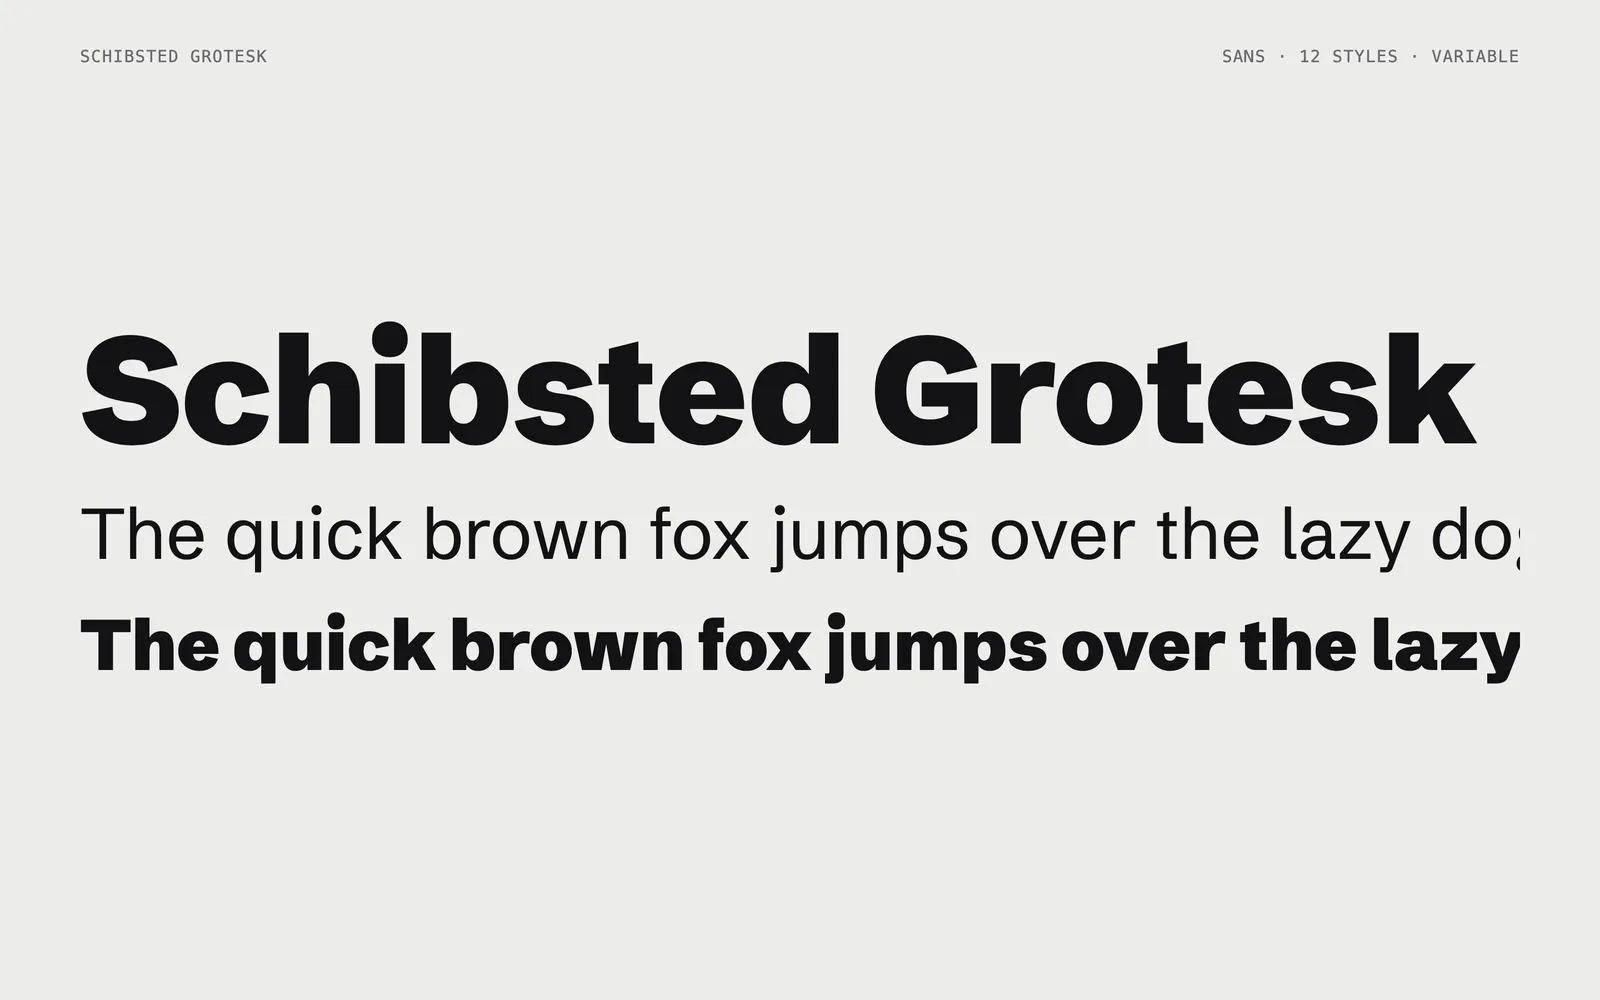 SCHIBSTED GROTESK
SANS · 12 STYLES · VARIABLE
Schibsted Grotesk
The quick brown fox jumps over the lazy dog
The quick brown fox jumps over the lazy